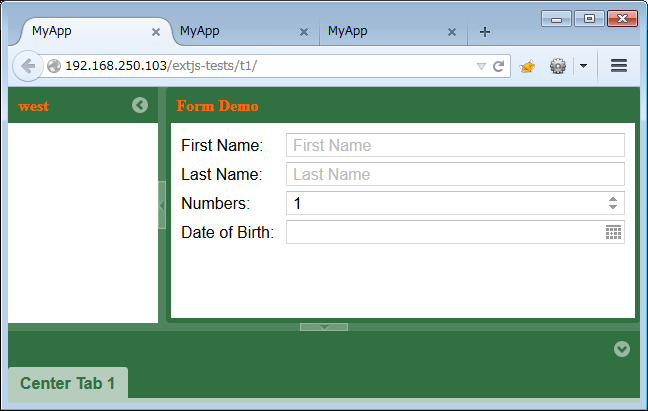 MyApp
MyApp
MyApp
192.168.250.103/extjs-tests/t1/
west
Form Demo
First Name: First Name
Last Name: Last Name
Numbers: 1
Date of Birth:
Center Tab 1